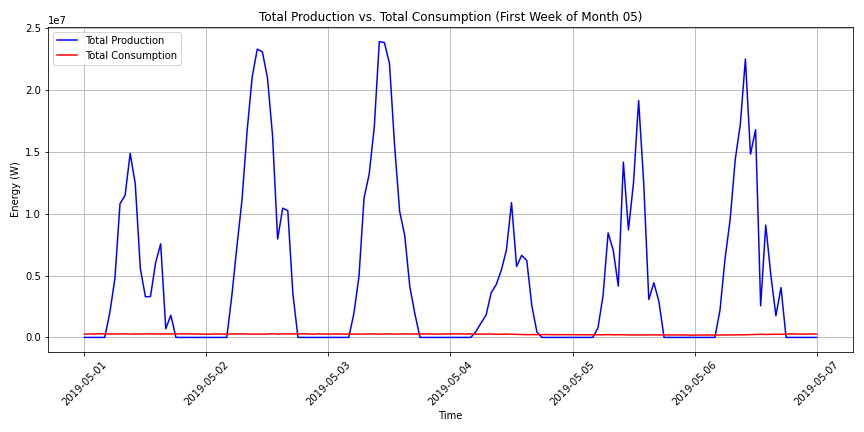 Total Production vs. Total Consumption (First Week of Month 05)
1e7
Total Production
Total Consumption
2.5
2.0
1.5
1.0
0.5
0.0
Energy (W)
2019-05-01
2019-05-02
2019-05-03
2019-05-04
2019-05-05
2019-05-06
2019-05-07
Time